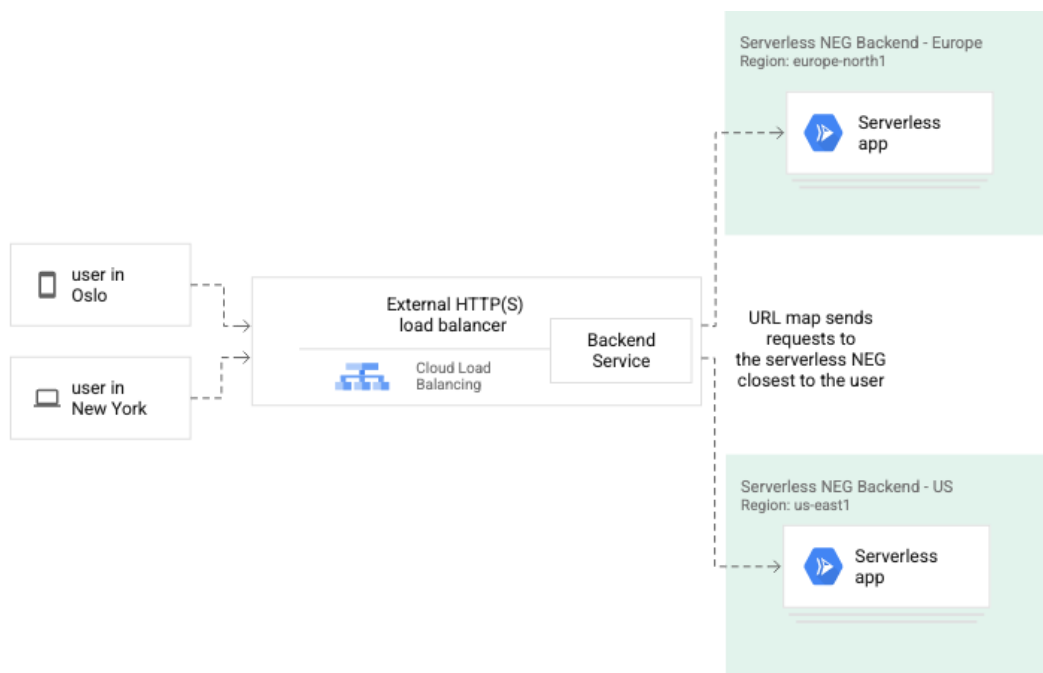 Serverless NEG Backend - Europe
Region: europe-north1
Serverless
app
user in
Oslo
user in
New York
External HTTP(S)
load balancer
Cloud Load
Balancing
Backend
Service
URL map sends
requests to
the serverless NEG
closest to the user
Serverless NEG Backend - US
Region: us-east1
Serverless
app